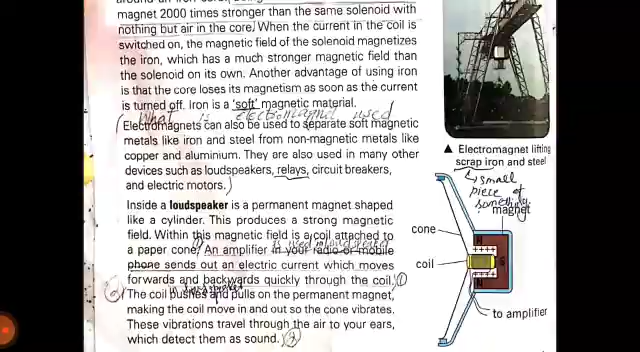 around an iron core,
magnet 2000 times stronger than the same solenoid with
nothing but air in the core. When the current in the coil is
switched on, the magnetic field of the solenoid magnetizes
the iron, which has a much stronger magnetic field than
the solenoid on its own. Another advantage of using iron
is that the core loses its magnetism as soon as the current
is turned off. Iron is a 'soft' magnetic material.
What is electromagnet used
Electromagnets can also be used to separate soft magnetic
metals like iron and steel from non-magnetic metals like
copper and aluminium. They are also used in many other
devices such as loudspeakers, relays, circuit breakers,
and electric motors.
Inside a loudspeaker is a permanent magnet shaped
like a cylinder. This produces a strong magnetic
field. Within this magnetic field is a coil attached to
a paper cone. An amplifier in your radio or mobile
phone sends out an electric current which moves
forwards and backwards quickly through the coil. ①
The coil pushes and pulls on the permanent magnet,
making the coil move in and out so the cone vibrates.
These vibrations travel through the air to your ears,
which detect them as sound.
▲ Electromagnet lifting
scrap iron and steel
small
piece of
something
magnet
cone
coil
N
S
N
to amplifier